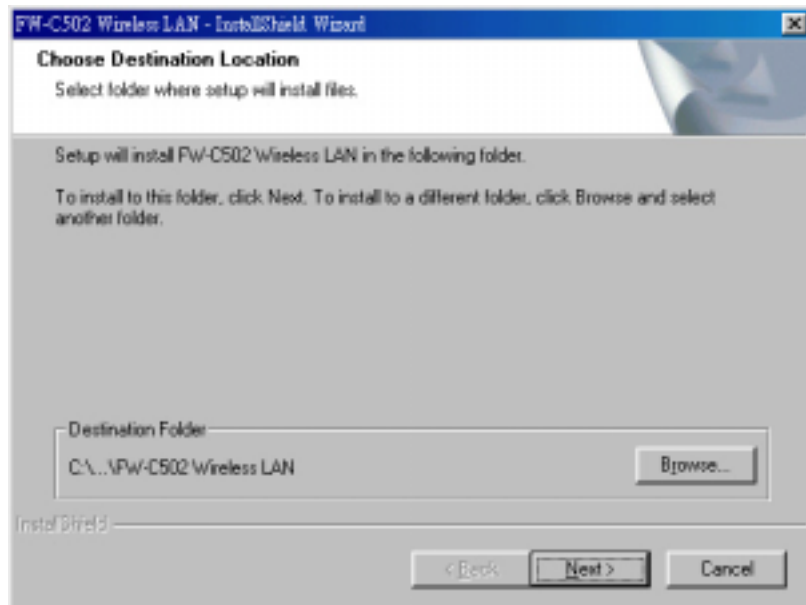 FW-C502 Wireless LAN - InstallShield Wizard
Choose Destination Location
Select folder where setup will install files.
Setup will install FW-C502 Wireless LAN in the following folder.
To install to this folder, click Next. To install to a different folder, click Browse and select
another folder.
Destination Folder
C:\...\FW-C502 Wireless LAN
Browse...
InstallShield
< Back
Next >
Cancel